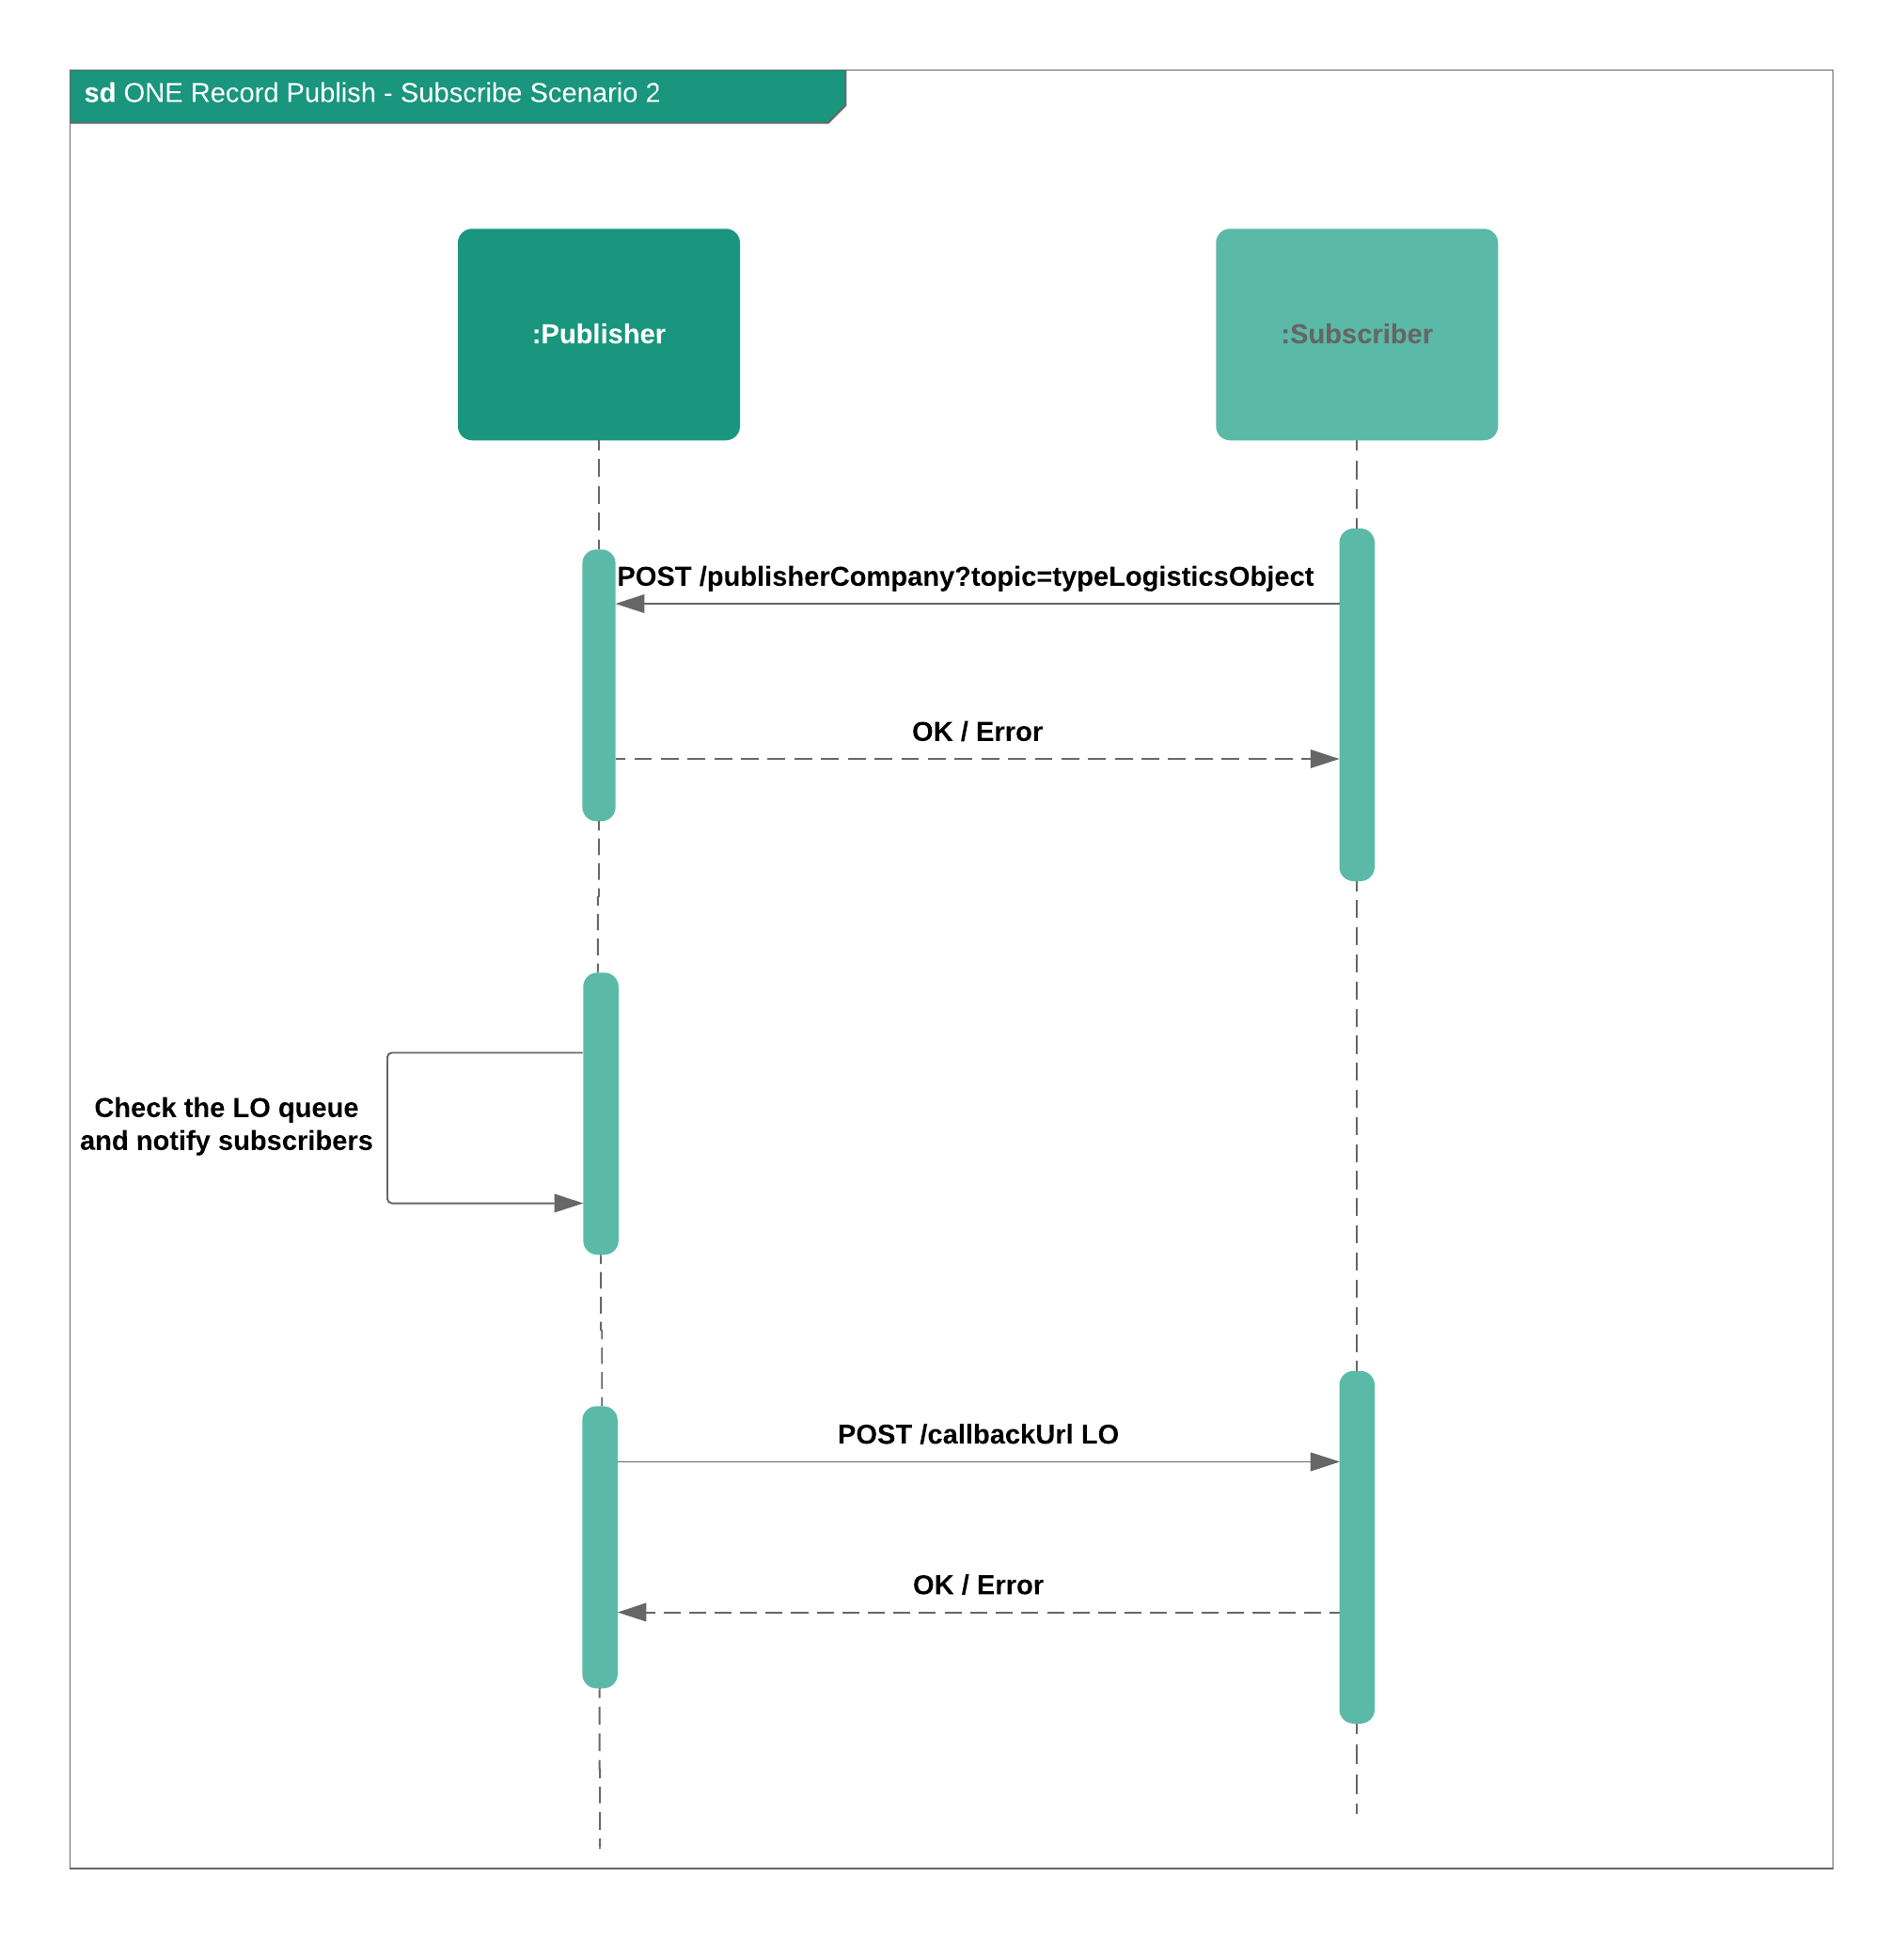 sd ONE Record Publish - Subscribe Scenario 2
:Publisher
:Subscriber
POST /publisherCompany?topic=typeLogisticsObject
OK / Error
Check the LO queue
and notify subscribers
POST /callbackUrl LO
OK / Error